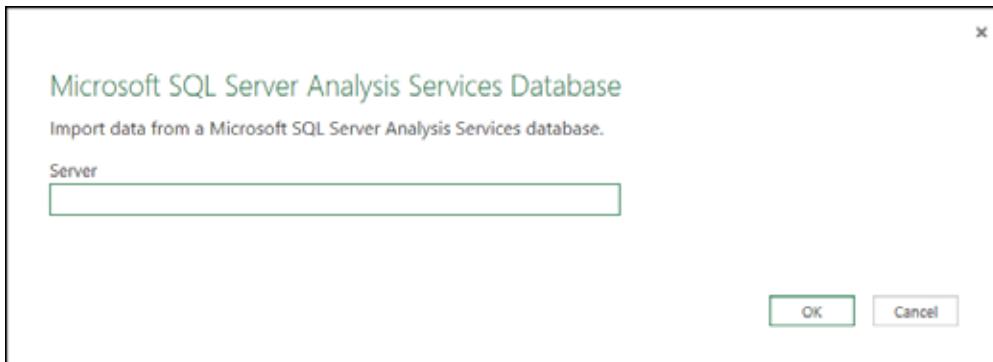 Microsoft SQL Server Analysis Services Database
Import data from a Microsoft SQL Server Analysis Services database.
Server
OK Cancel